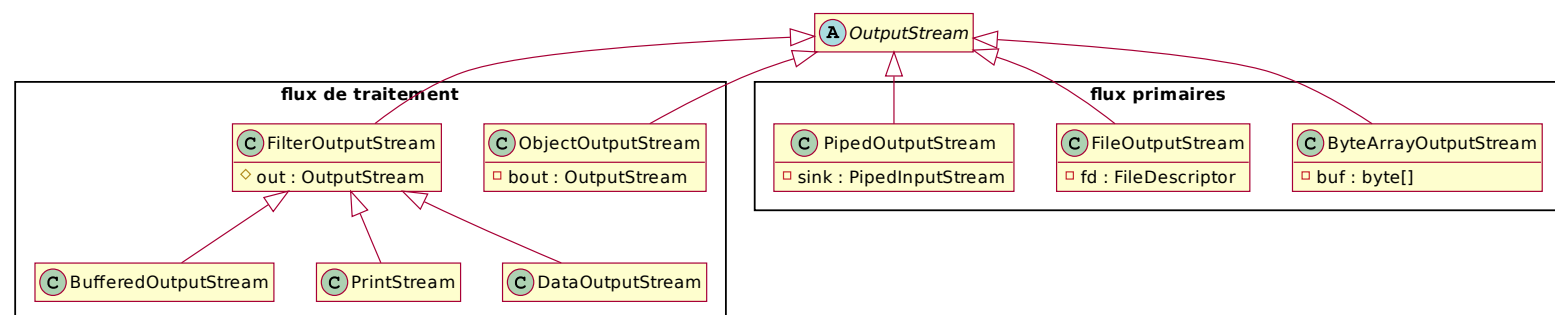 A OutputStream
flux de traitement
flux primaires
C FilterOutputStream
out : OutputStream
C ObjectOutputStream
bout : OutputStream
C PipedOutputStream
sink : PipedInputStream
C FileOutputStream
fd : FileDescriptor
C ByteArrayOutputStream
buf : byte[]
C BufferedOutputStream
C PrintStream
C DataOutputStream